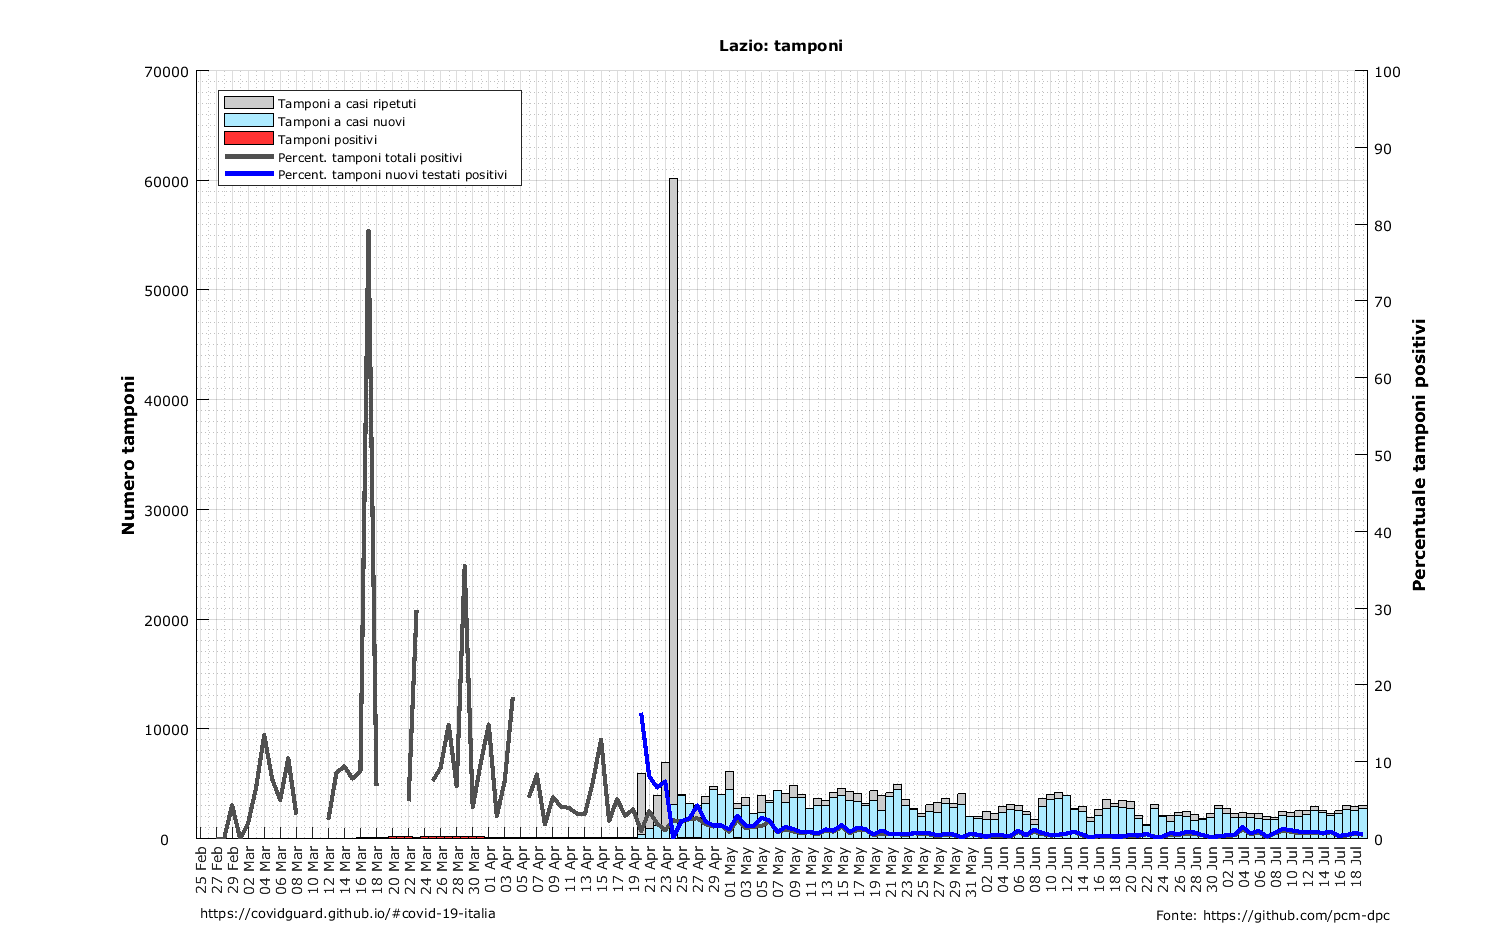 Lazio: tamponi
Tamponi a casi ripetuti
Tamponi a casi nuovi
Tamponi positivi
Percent. tamponi totali positivi
Percent. tamponi nuovi testati positivi
Numero tamponi
70000
60000
50000
40000
30000
20000
10000
0
Percentuale tamponi positivi
100
90
80
70
60
50
40
30
20
10
0
25 Feb
27 Feb
29 Feb
02 Mar
04 Mar
06 Mar
08 Mar
10 Mar
12 Mar
14 Mar
16 Mar
18 Mar
20 Mar
22 Mar
24 Mar
26 Mar
28 Mar
30 Mar
01 Apr
03 Apr
05 Apr
07 Apr
09 Apr
11 Apr
13 Apr
15 Apr
17 Apr
19 Apr
21 Apr
23 Apr
25 Apr
27 Apr
29 Apr
01 May
03 May
05 May
07 May
09 May
11 May
13 May
15 May
17 May
19 May
21 May
23 May
25 May
27 May
29 May
31 May
02 Jun
04 Jun
06 Jun
08 Jun
10 Jun
12 Jun
14 Jun
16 Jun
18 Jun
20 Jun
22 Jun
24 Jun
26 Jun
28 Jun
30 Jun
02 Jul
04 Jul
06 Jul
08 Jul
10 Jul
12 Jul
14 Jul
16 Jul
18 Jul
https://covidguard.github.io/#covid-19-italia
Fonte: https://github.com/pcm-dpc